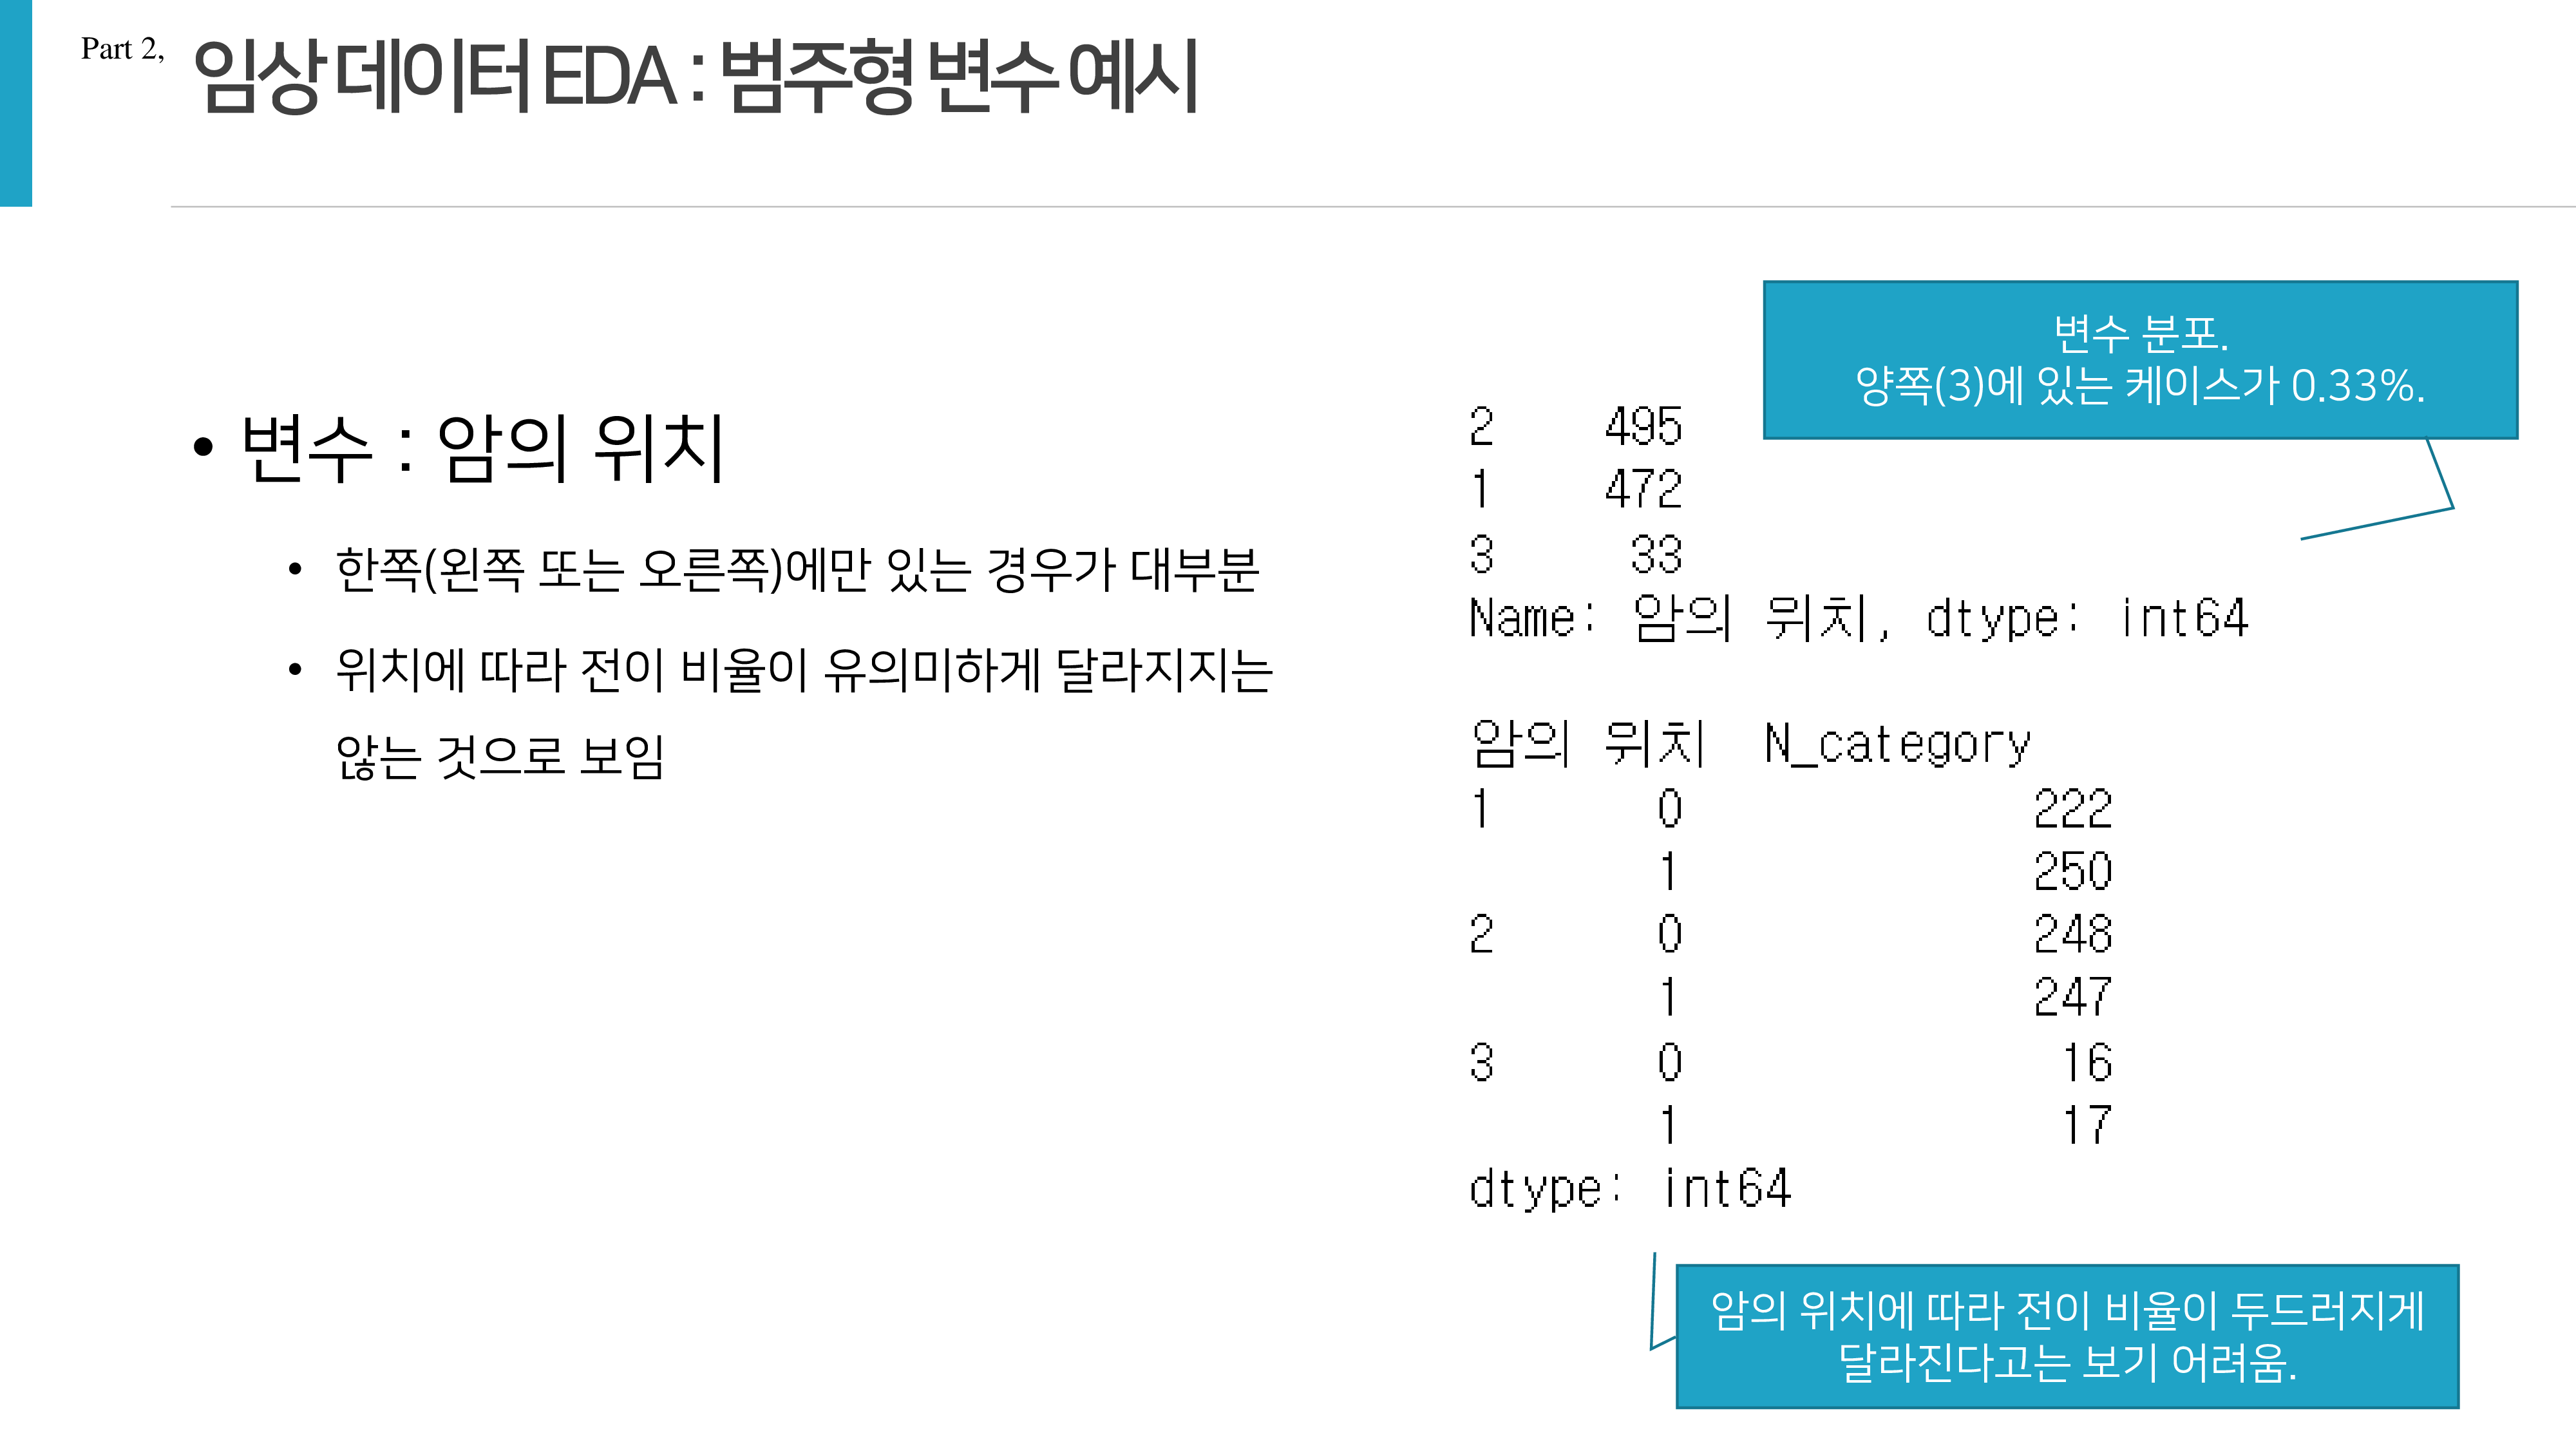 Part 2,
임상 데이터 EDA : 범주형 변수 예시
• 변수 : 암의 위치
• 한쪽(왼쪽 또는 오른쪽)에만 있는 경우가 대부분
• 위치에 따라 전이 비율이 유의미하게 달라지지는
않는 것으로 보임
변수 분포.
양쪽(3)에 있는 케이스가 0.33%.
2 495
1 472
3 33
Name: 암의 위치, dtype: int64
암의 위치 N_category
1 0 222
1 250
2 0 248
1 247
3 0 16
1 17
dtype: int64
암의 위치에 따라 전이 비율이 두드러지게
달라진다고는 보기 어려움.